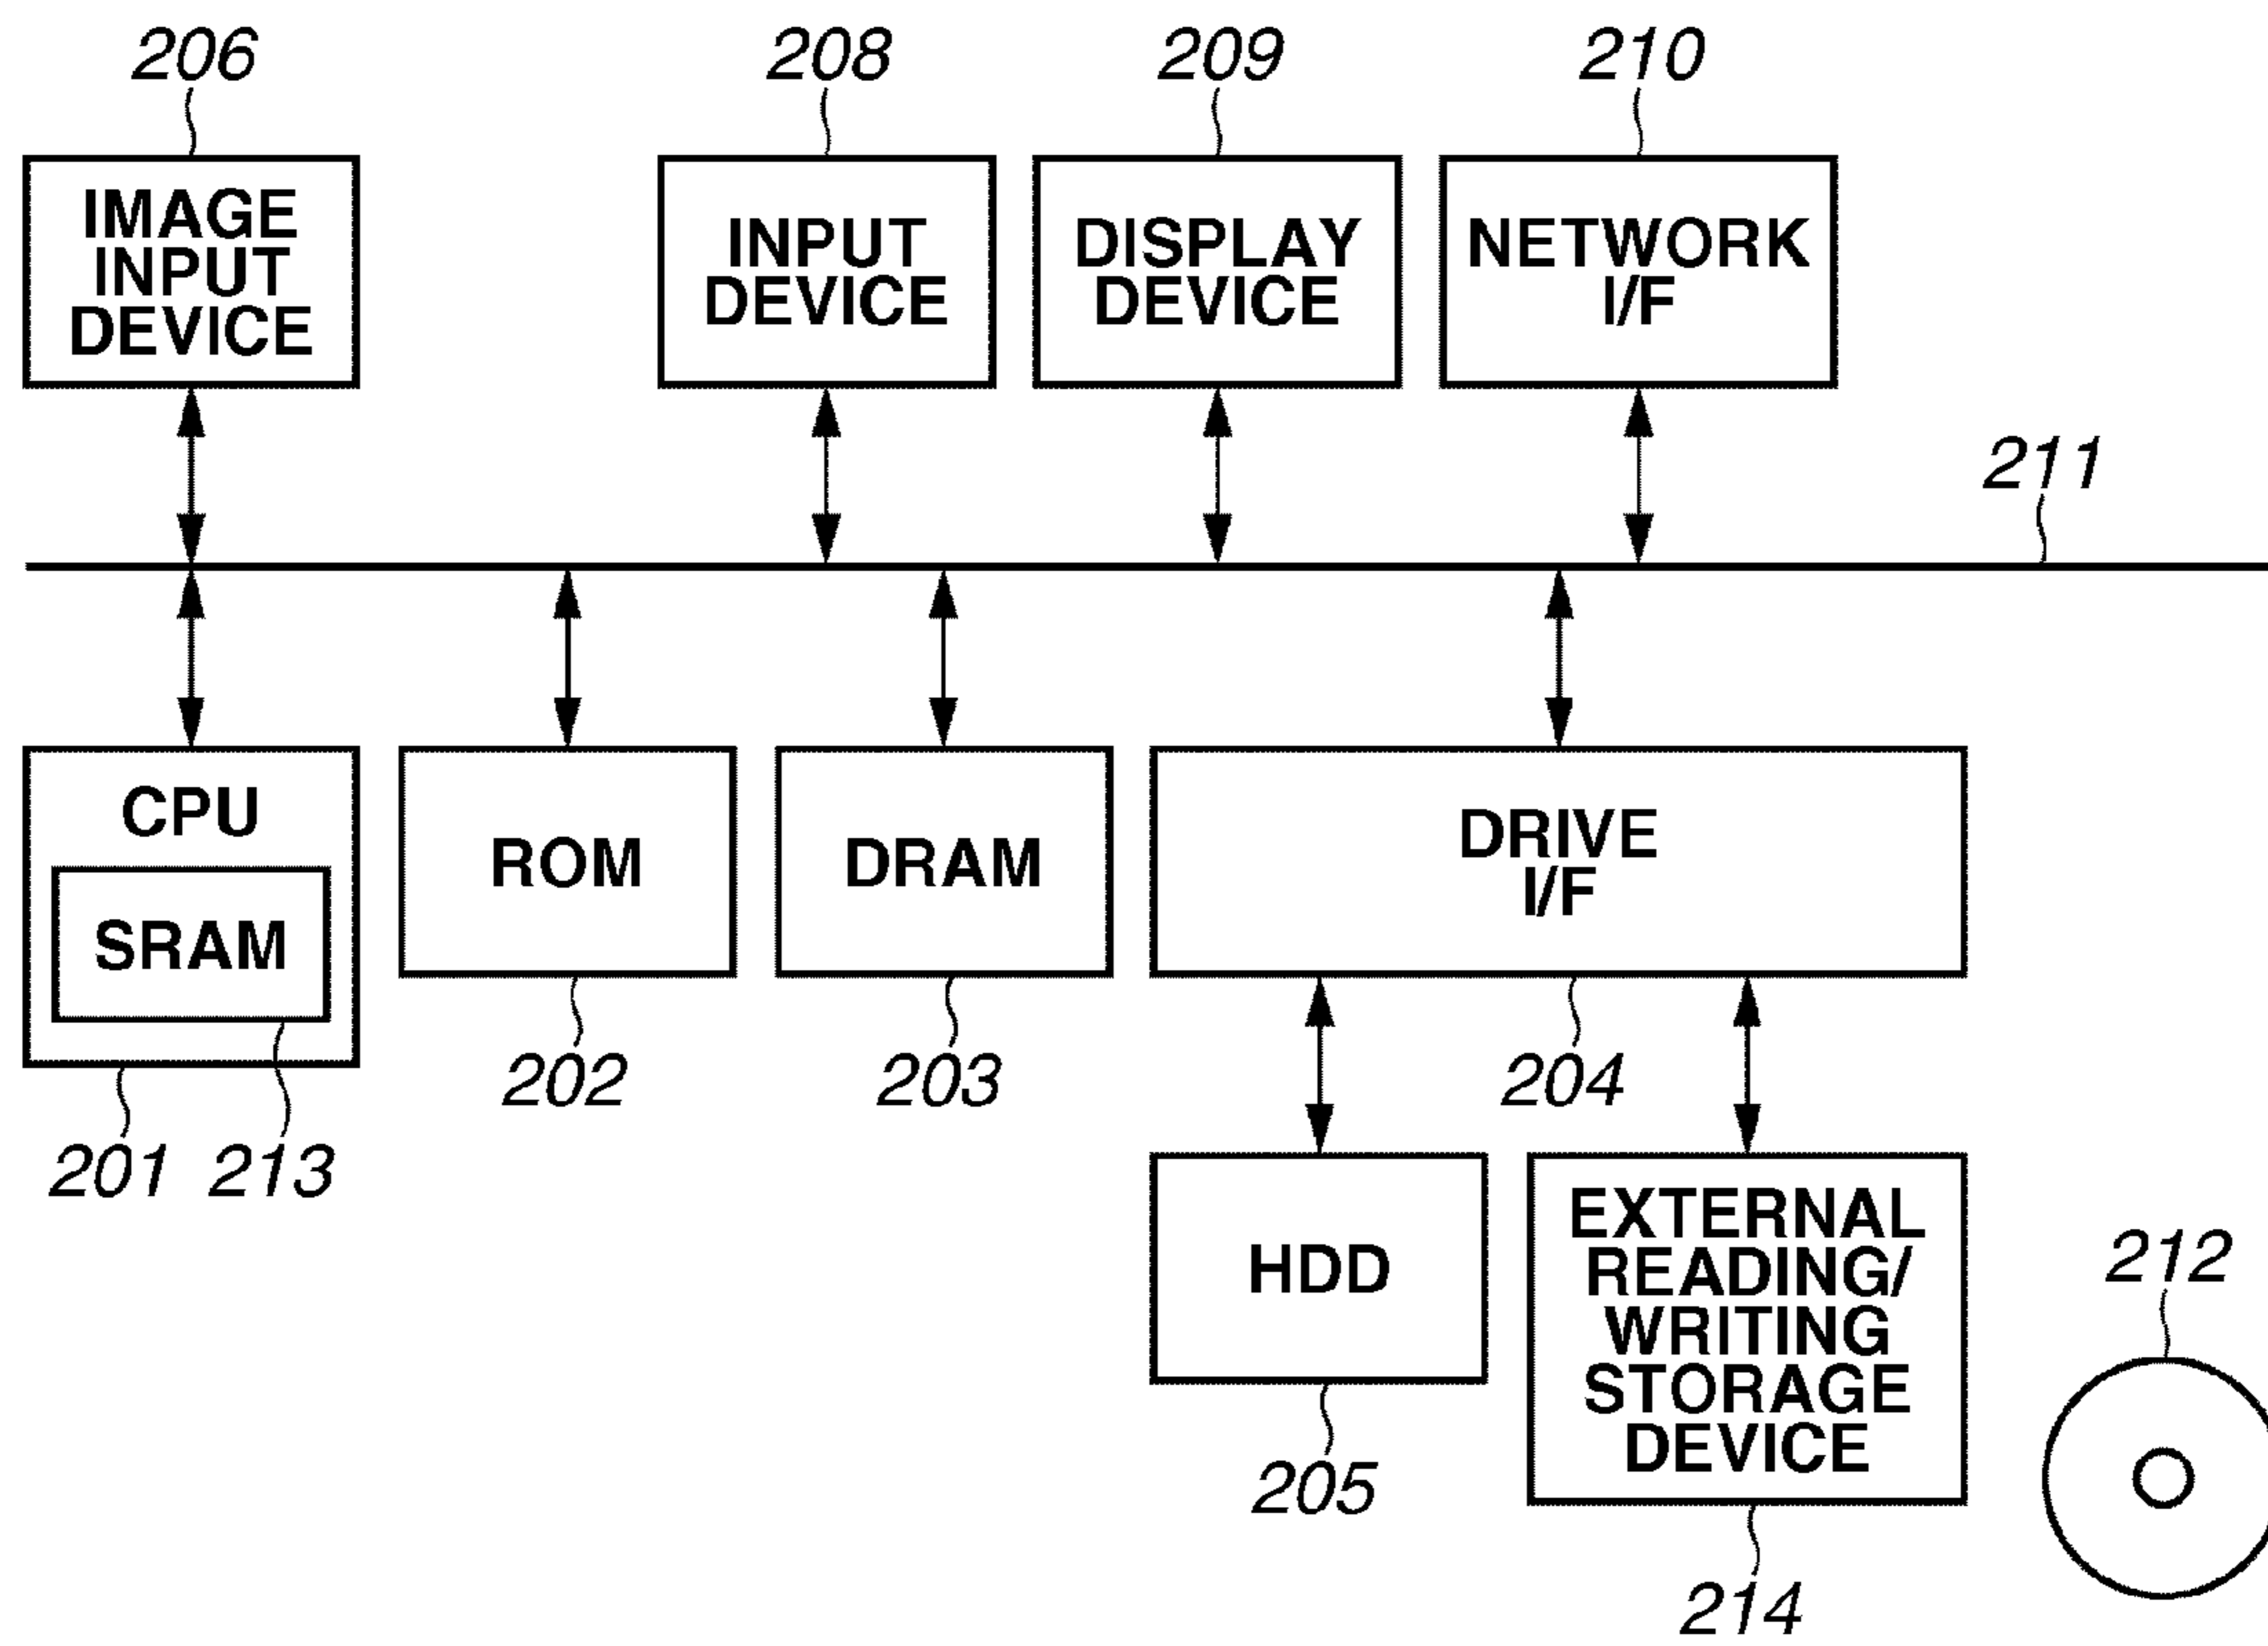 206
208
209
210
IMAGE
INPUT
DEVICE
INPUT
DEVICE
DISPLAY
DEVICE
NETWORK
I/F
211
CPU
SRAM
ROM
DRAM
DRIVE
I/F
201
213
202
203
204
HDD
EXTERNAL
READING/
WRITING
STORAGE
DEVICE
212
205
214